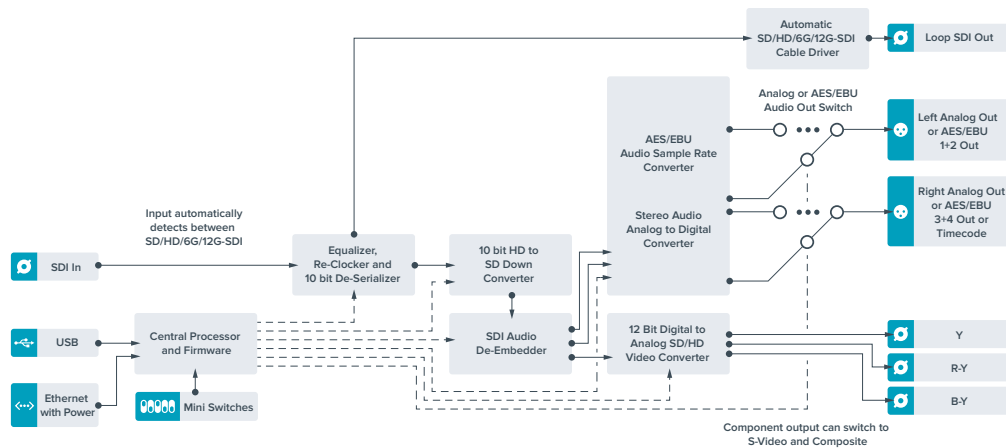 Automatic
SD/HD/6G/12G-SDI
Cable Driver
Loop SDI Out
Analog or AES/EBU
Audio Out Switch
AES/EBU
Audio Sample Rate
Converter
Left Analog Out
or AES/EBU
1+2 Out
Stereo Audio
Analog to Digital
Converter
Right Analog Out
or AES/EBU
3+4 Out or
Timecode
Input automatically
detects between
SD/HD/6G/12G-SDI
SDI In
Equalizer,
Re-Clocker and
10 bit De-Serializer
10 bit HD to
SD Down
Converter
USB
Central Processor
and Firmware
SDI Audio
De-Embedder
12 Bit Digital to
Analog SD/HD
Video Converter
Y
R-Y
B-Y
Ethernet
with Power
Mini Switches
Component output can switch to
S-Video and Composite